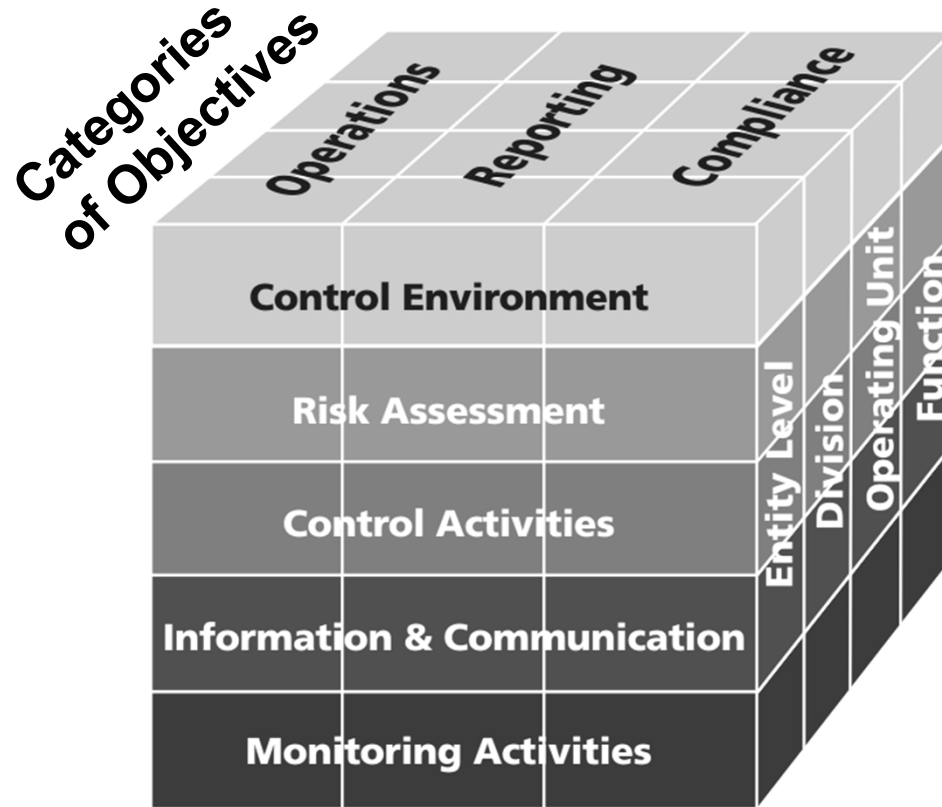 Categories
of Objectives
Operations
Reporting
Compliance
Control Environment
Risk Assessment
Control Activities
Information & Communication
Monitoring Activities
Entity Level
Division
Operating Unit
Function